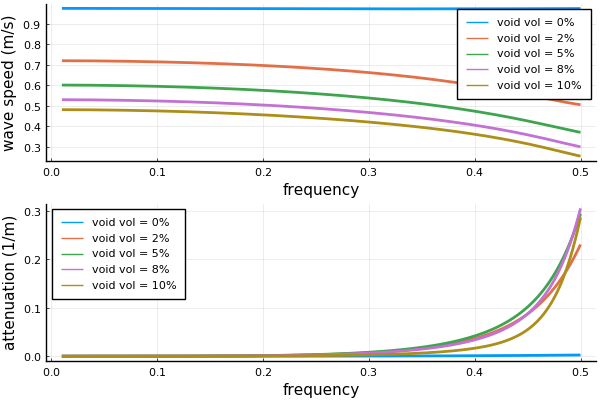 wave speed (m/s)
0.9
0.8
0.7
0.6
0.5
0.4
0.3
void vol = 0%
void vol = 2%
void vol = 5%
void vol = 8%
void vol = 10%
0.0 0.1 0.2 0.3 0.4 0.5
frequency
attenuation (1/m)
0.3
0.2
0.1
0.0
void vol = 0%
void vol = 2%
void vol = 5%
void vol = 8%
void vol = 10%
0.0 0.1 0.2 0.3 0.4 0.5
frequency